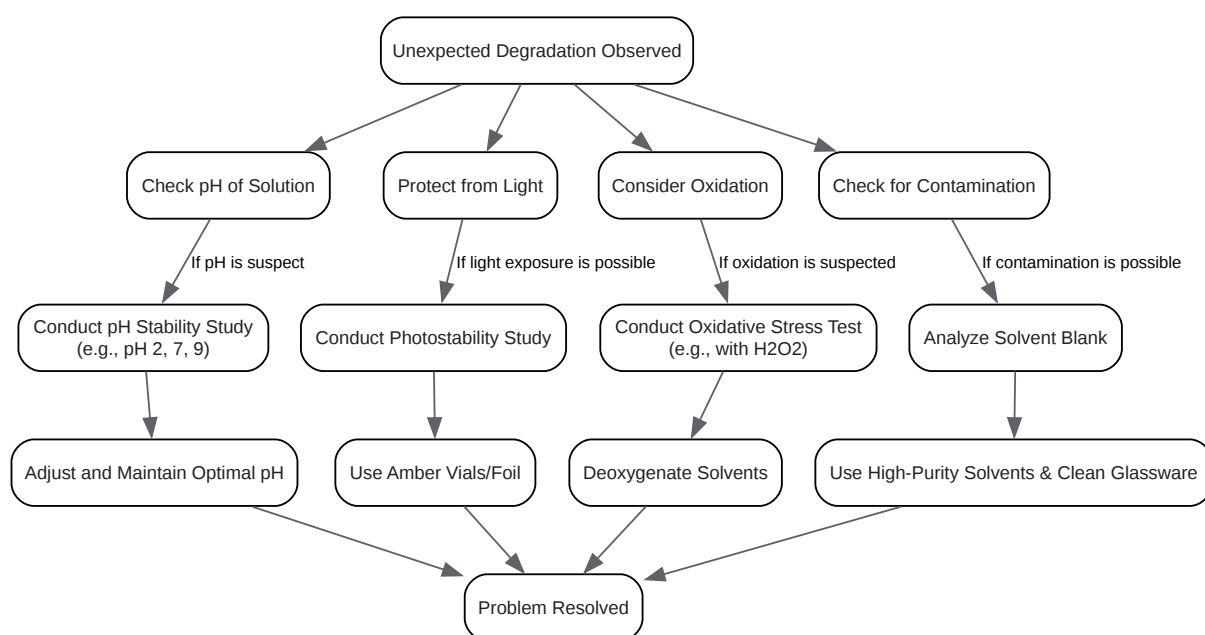 Unexpected Degradation Observed
Check pH of Solution
Protect from Light
Consider Oxidation
Check for Contamination
If pH is suspect
If light exposure is possible
If oxidation is suspected
If contamination is possible
Conduct pH Stability Study
(e.g., pH 2, 7, 9)
Conduct Photostability Study
Conduct Oxidative Stress Test
(e.g., with H2O2)
Analyze Solvent Blank
Adjust and Maintain Optimal pH
Use Amber Vials/Foil
Deoxygenate Solvents
Use High-Purity Solvents & Clean Glassware
Problem Resolved